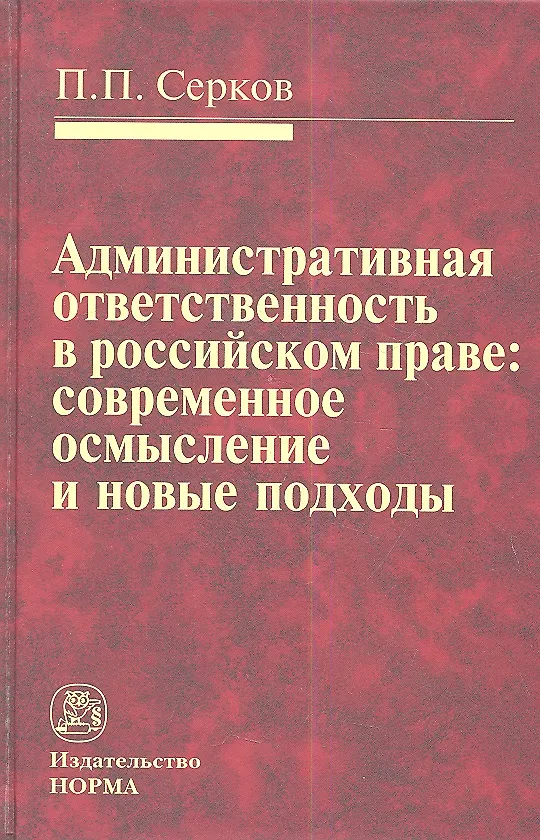 П.П. Серков
Административная
ответственность
в российском праве:
современное
осмысление
и новые подходы
§
Издательство
НОРМА